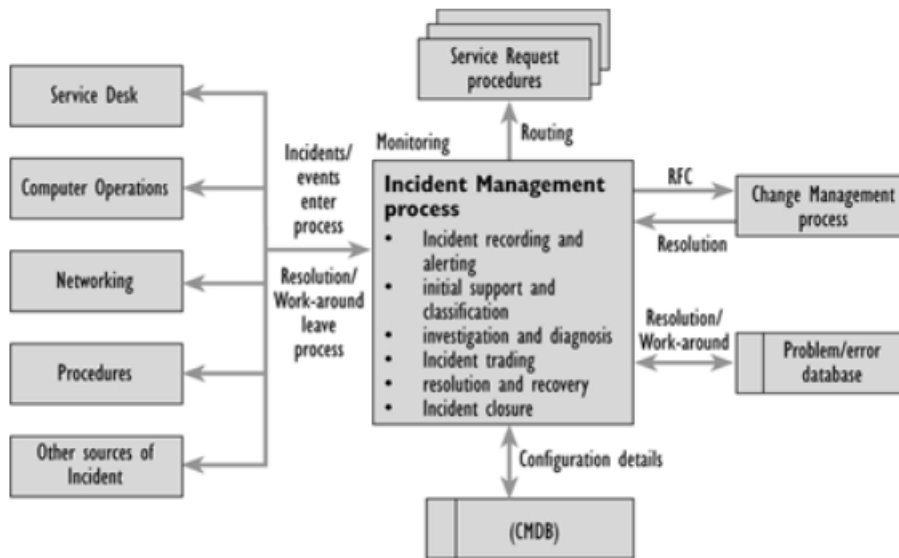 Service Request
procedures
Service Desk
Monitoring
Routing
Incidents/
events
enter
process
Computer Operations
Incident Management
process
RFC
Change Management
process
Resolution
• Incident recording and
alerting
• initial support and
classification
• investigation and diagnosis
• Incident trading
• resolution and recovery
• Incident closure
Networking
Resolution/
Work-around
leave
process
Resolution/
Work-around
Problem/error
database
Procedures
Other sources of
Incident
Configuration details
(CMDB)